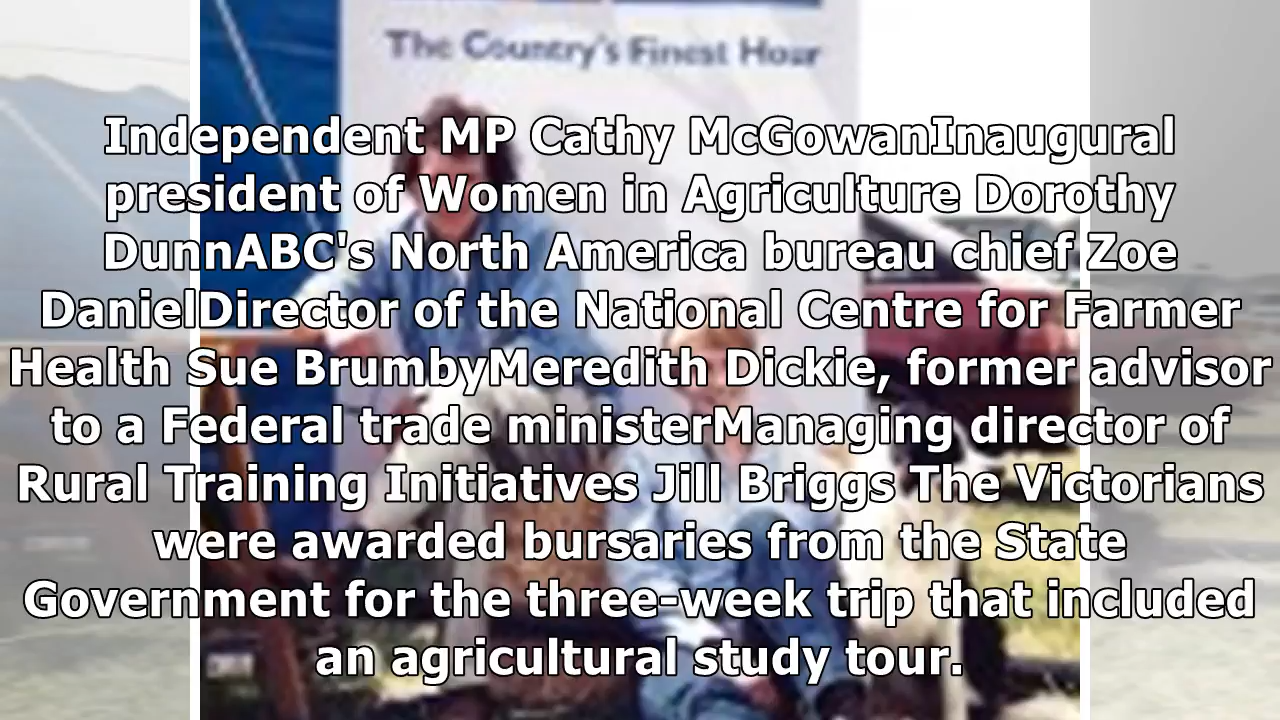 The Country's Finest Hour
Independent MP Cathy McGowanInaugural
president of Women in Agriculture Dorothy
DunnABC's North America bureau chief Zoe
DanielDirector of the National Centre for Farmer
Health Sue BrumbyMeredith Dickie, former advisor
to a Federal trade ministerManaging director of
Rural Training Initiatives Jill Briggs The Victorians
were awarded bursaries from the State
Government for the three-week trip that included
an agricultural study tour.